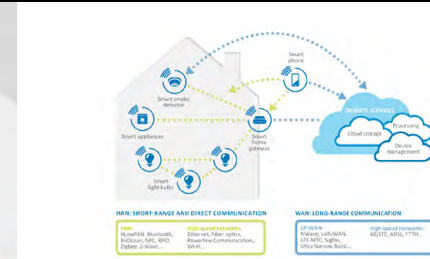 Smart phone
Smart smoke detector
Smart appliances
Smart home gateway
Smart light bulbs
REMOTE SERVICES
Cloud storage
Processing
Device management
HAN: SHORT-RANGE AND DIRECT COMMUNICATION
WAN: LONG-RANGE COMMUNICATION
PAN:
6LowPAN, Bluetooth,
EnOcean, NFC, RFID,
Zigbee, Z-Wave...
High speed networks:
Ethernet, Fiber optics,
Powerline Communication,
Wi-Fi...
LP-WAN:
NWave, LoRaWAN,
LTE-MTC, Sigfox,
Ultra Narrow Band...
High speed networks:
4G/LTE, ADSL, FTTH...